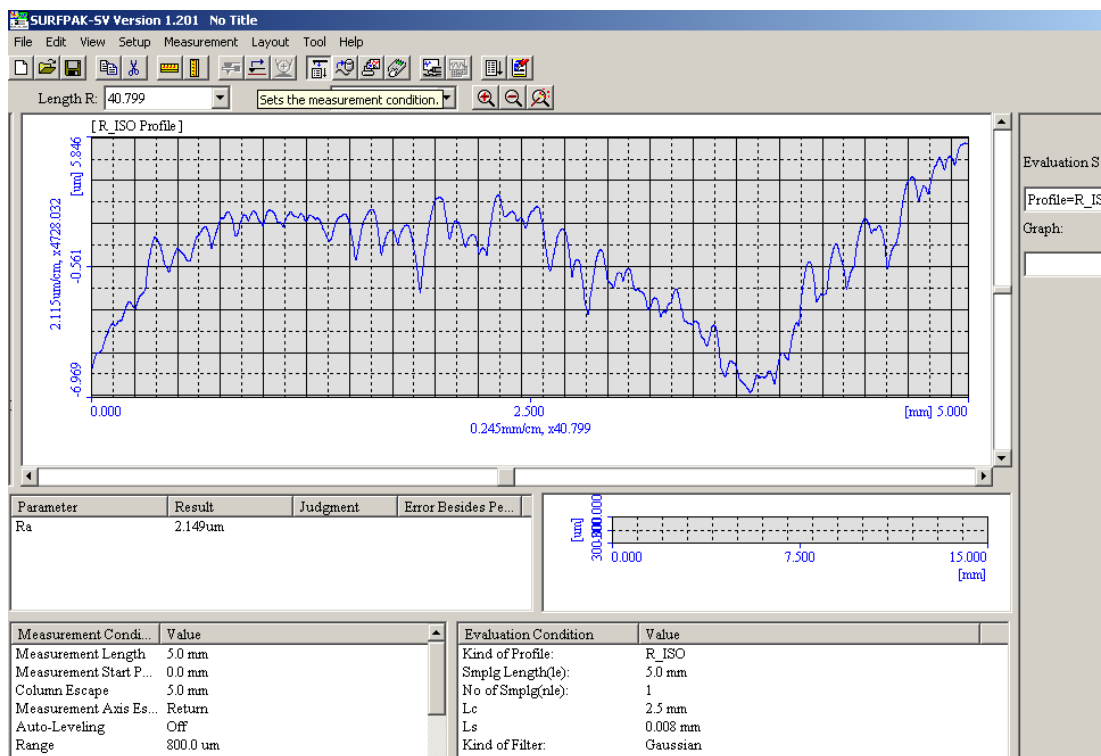 SURFPAK-SV Version 1.201 No Title
File Edit View Setup Measurement Layout Tool Help
Length R: 40.799 Sets the measurement condition.
[ R_ISO Profile ]
2.115um/cm, x4728.032
-6.969 -0.561 [um] 5.846
0.000 2.500 [mm] 5.000
0.245mm/cm, x40.799
Evaluation S
Profile=R_IS
Graph:
Parameter Result Judgment Error Besides Pe...
Ra 2.149um
[um]
0.000 7.500 15.000
[mm]
Measurement Condi... Value
Measurement Length 5.0 mm
Measurement Start P... 0.0 mm
Column Escape 5.0 mm
Measurement Axis Es... Return
Auto-Leveling Off
Range 800.0 um
Evaluation Condition Value
Kind of Profile: R_ISO
Smplg Length(le): 5.0 mm
No of Smplg(nle): 1
Lc 2.5 mm
Ls 0.008 mm
Kind of Filter: Gaussian